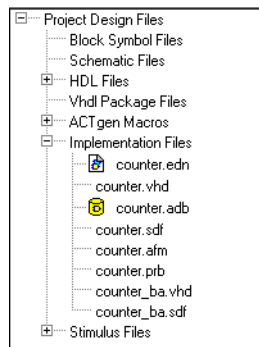 Project Design Files
Block Symbol Files
Schematic Files
HDL Files
Vhdl Package Files
ACTgen Macros
Implementation Files
counter.edn
counter.vhd
counter.adb
counter.sdf
counter.afm
counter.prb
counter_ba.vhd
counter_ba.sdf
Stimulus Files